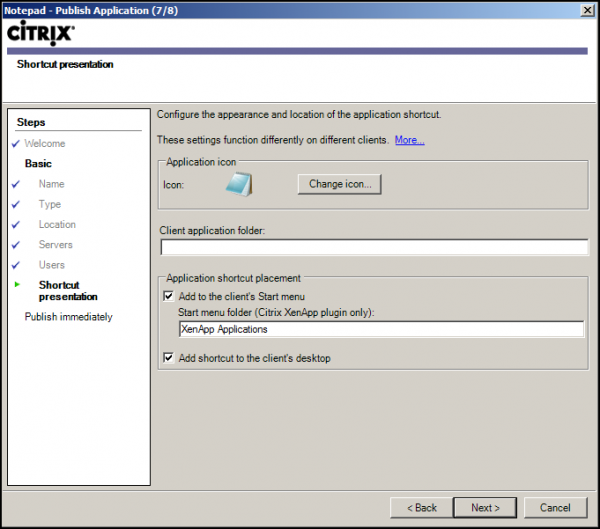 Notepad - Publish Application (7/8)
CITRIX
Shortcut presentation
Steps
Welcome
Basic
Name
Type
Location
Servers
Users
Shortcut
presentation
Publish immediately
Configure the appearance and location of the application shortcut.
These settings function differently on different clients. More...
Application icon
Icon:
Change icon...
Client application folder:
Application shortcut placement
Add to the client's Start menu
Start menu folder (Citrix XenApp plugin only):
XenApp Applications
Add shortcut to the client's desktop
< Back
Next >
Cancel